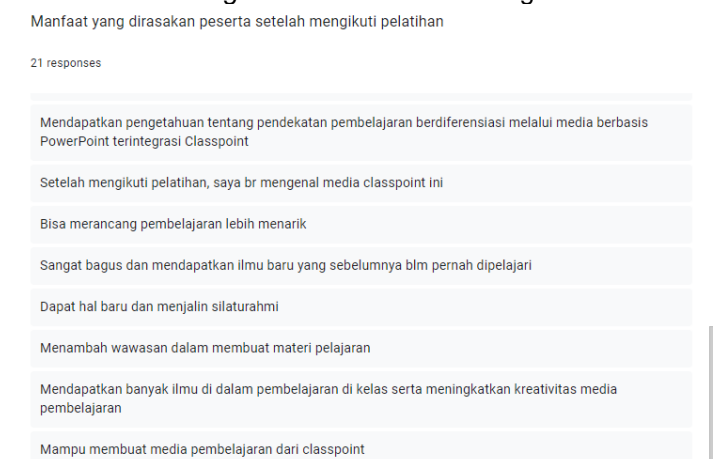 Manfaat yang dirasakan peserta setelah mengikuti pelatihan
21 responses
Mendapatkan pengetahuan tentang pendekatan pembelajaran berdiferensiasi melalui media berbasis
PowerPoint terintegrasi Classpoint
Setelah mengikuti pelatihan, saya br mengenal media classpoint ini
Bisa merancang pembelajaran lebih menarik
Sangat bagus dan mendapatkan ilmu baru yang sebelumnya blm pernah dipelajari
Dapat hal baru dan menjalin silaturahmi
Menambah wawasan dalam membuat materi pelajaran
Mendapatkan banyak ilmu di dalam pembelajaran di kelas serta meningkatkan kreativitas media
pembelajaran
Mampu membuat media pembelajaran dari classpoint